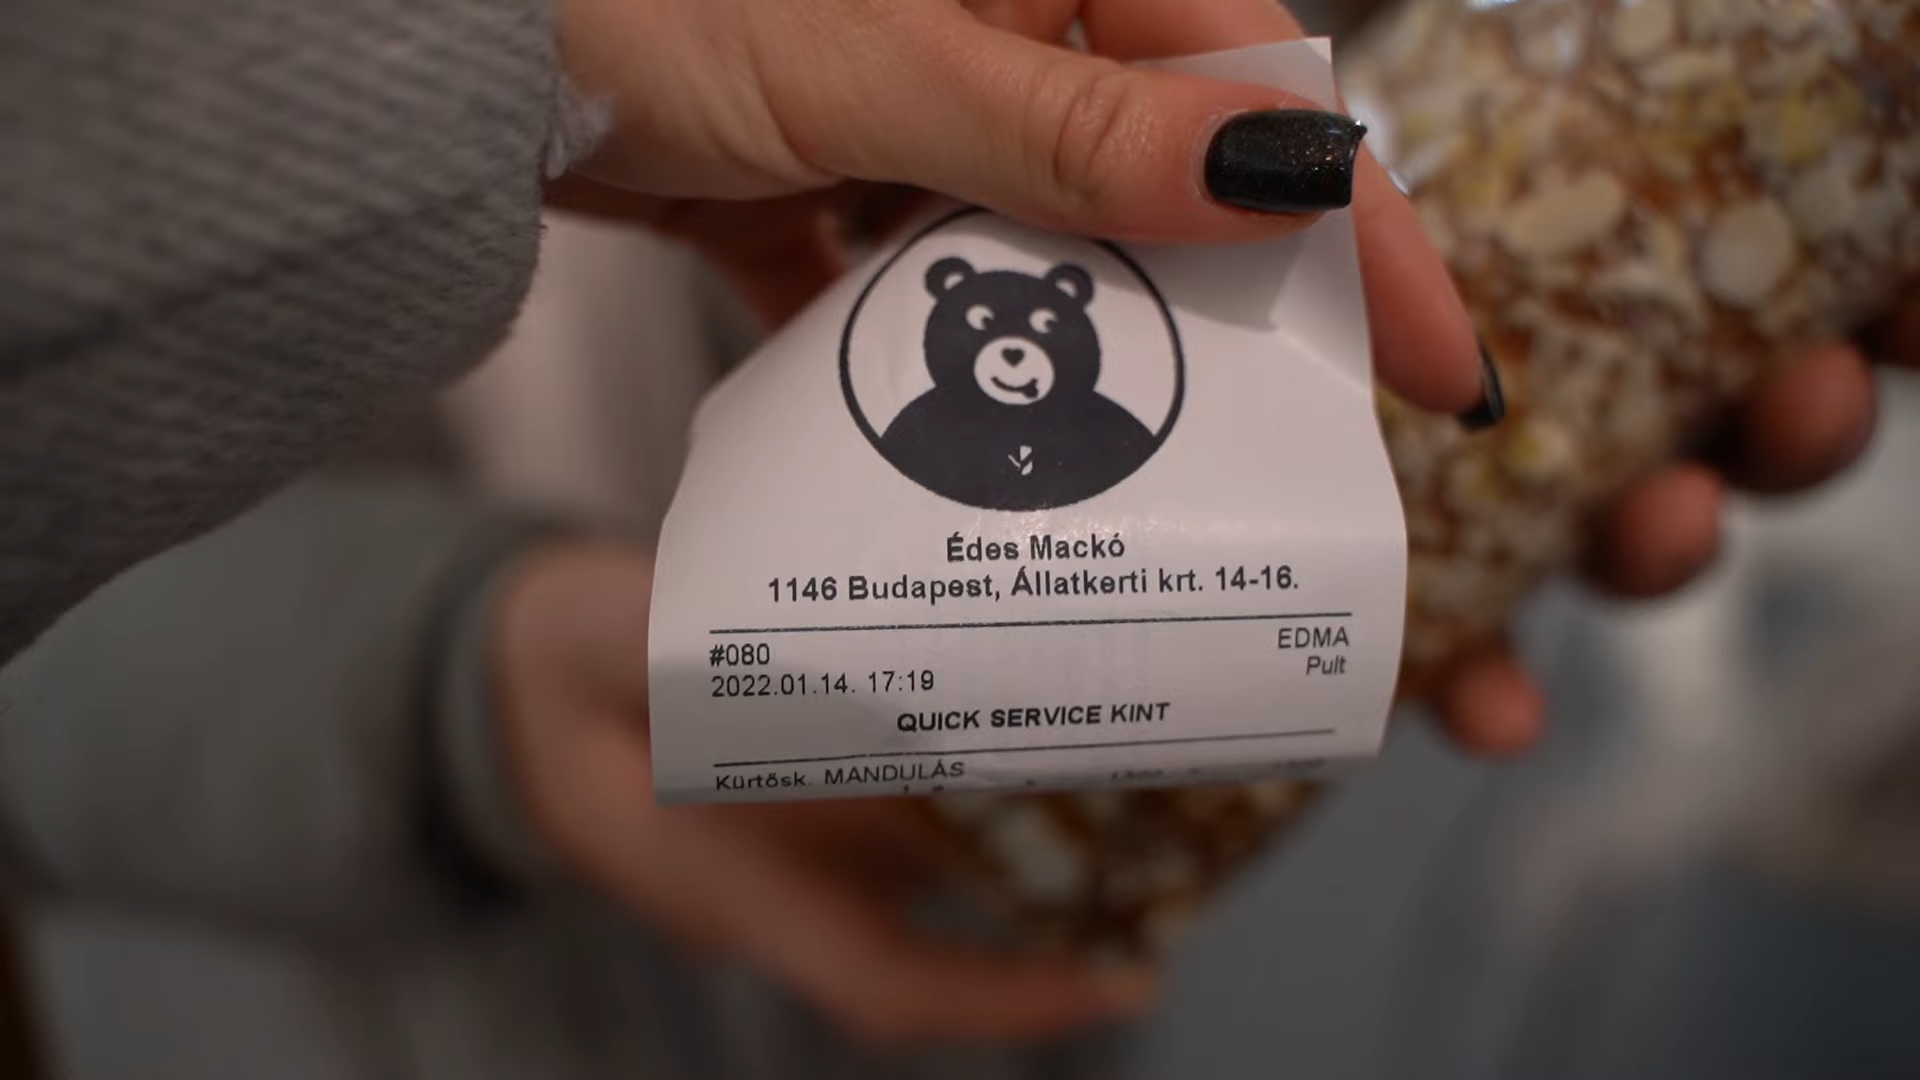 Édes Mackó
1146 Budapest, Állatkerti krt. 14-16.
#080
EDMA
2022.01.14. 17:19
Pult
QUICK SERVICE KINT
Kürtősk. MANDULÁS